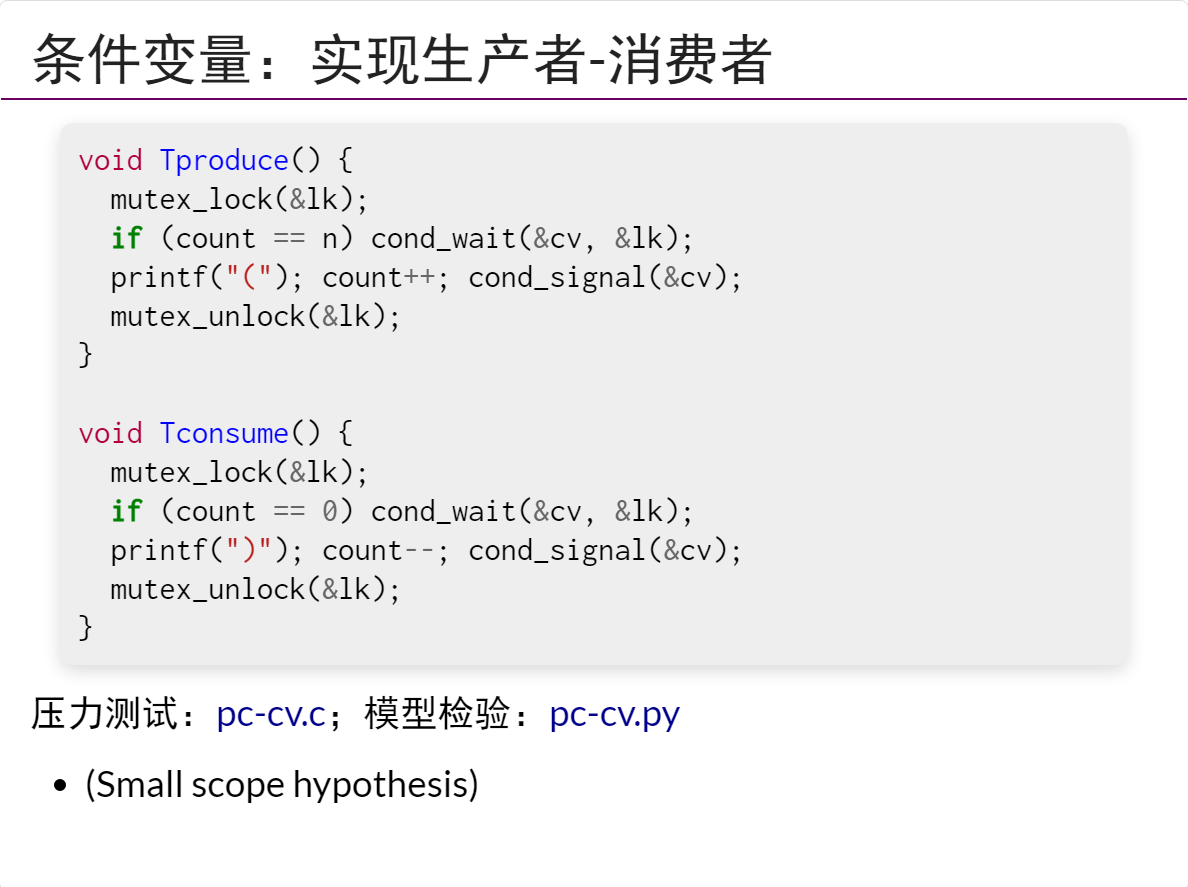 条件变量：实现生产者-消费者
void Tproduce() {
  mutex_lock(&lk);
  if (count == n) cond_wait(&cv, &lk);
  printf("("); count++; cond_signal(&cv);
  mutex_unlock(&lk);
}
void Tconsume() {
  mutex_lock(&lk);
  if (count == 0) cond_wait(&cv, &lk);
  printf(")"); count--; cond_signal(&cv);
  mutex_unlock(&lk);
}
压力测试：pc-cv.c；模型检验：pc-cv.py
• (Small scope hypothesis)